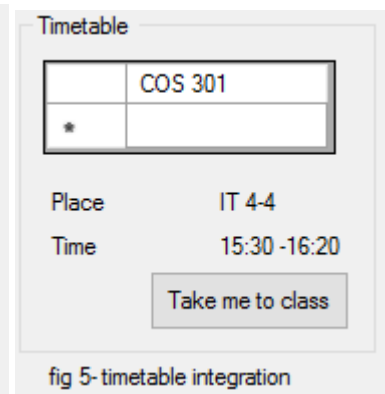 Timetable
COS 301
*
Place IT 4-4
Time 15:30 -16:20
Take me to class
fig 5- timetable integration